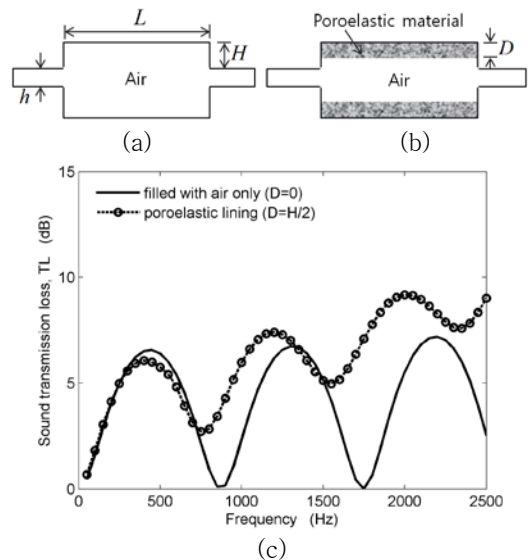 L
H
Air
h
(a)
Poroelastic material
D
Air
(b)
15
filled with air only (D=0)
poroelastic lining (D=H/2)
10
5
0
Sound transmission loss, TL (dB)
0 500 1000 1500 2000 2500
Frequency (Hz)
(c)